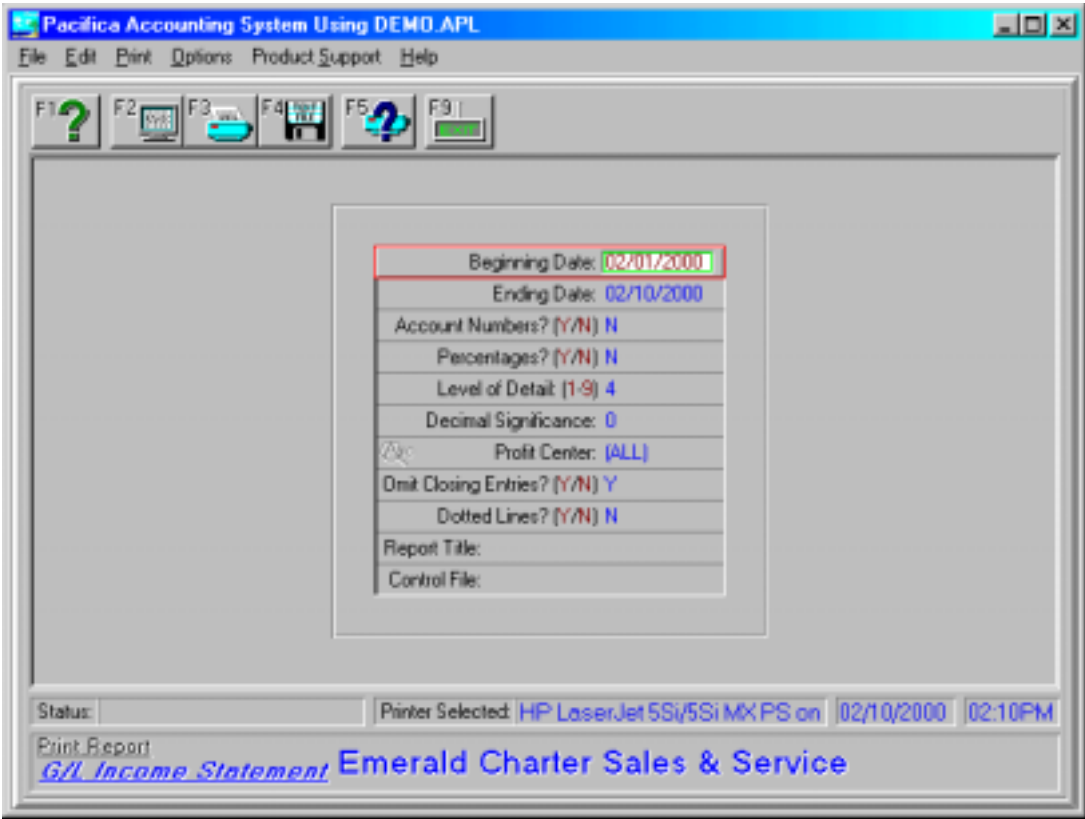 Pacifica Accounting System Using DEMO.APL
File Edit Print Options Product Support Help
F1 F2 F3 F4 F5 F9
EXIT
Beginning Date: 02/01/2000
Ending Date: 02/10/2000
Account Numbers? (Y/N) N
Percentages? (Y/N) N
Level of Detail: (1-9) 4
Decimal Significance: 0
Profit Center: (ALL)
Omit Closing Entries? (Y/N) Y
Dotted Lines? (Y/N) N
Report Title:
Control File:
Status: Printer Selected: HP LaserJet 5Si/5Si MX PS on 02/10/2000 02:10PM
Print Report
G/L Income Statement Emerald Charter Sales & Service